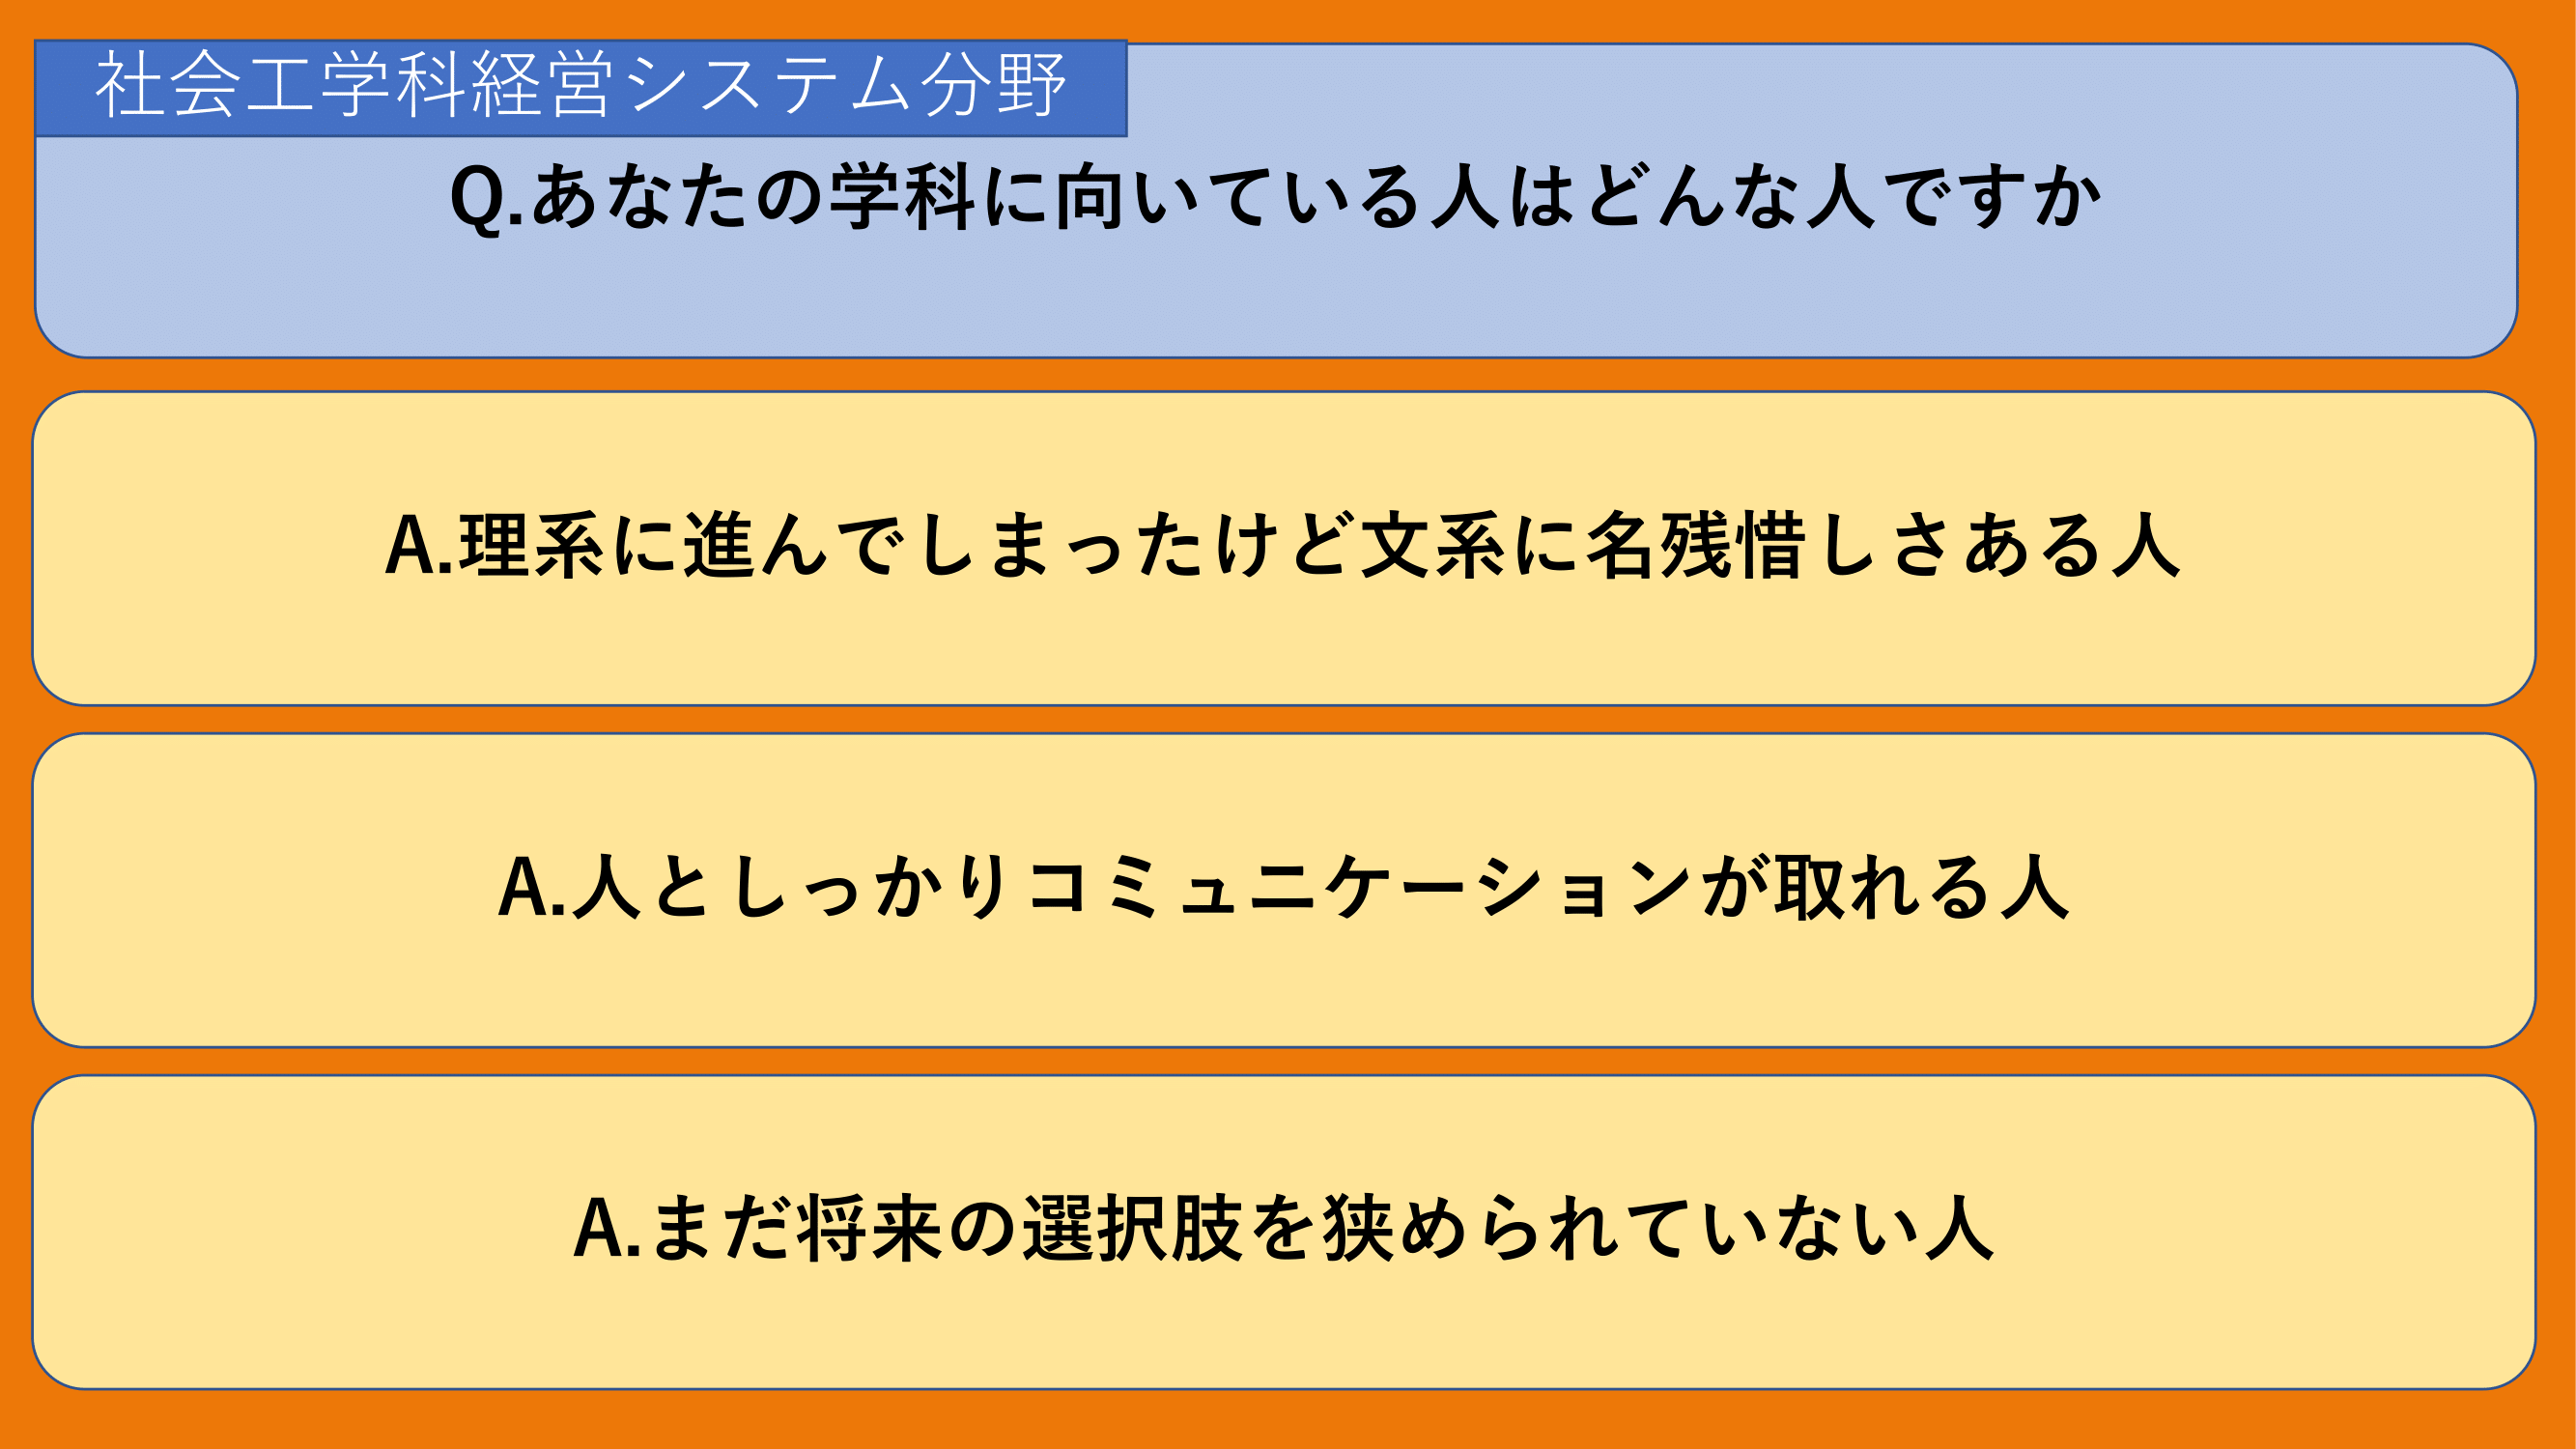 社会工学科経営システム分野
Q.あなたの学科に向いている人はどんな人ですか
A.理系に進んでしまったけど文系に名残惜しさある人
A.人としっかりコミュニケーションが取れる人
A.まだ将来の選択肢を狭められていない人